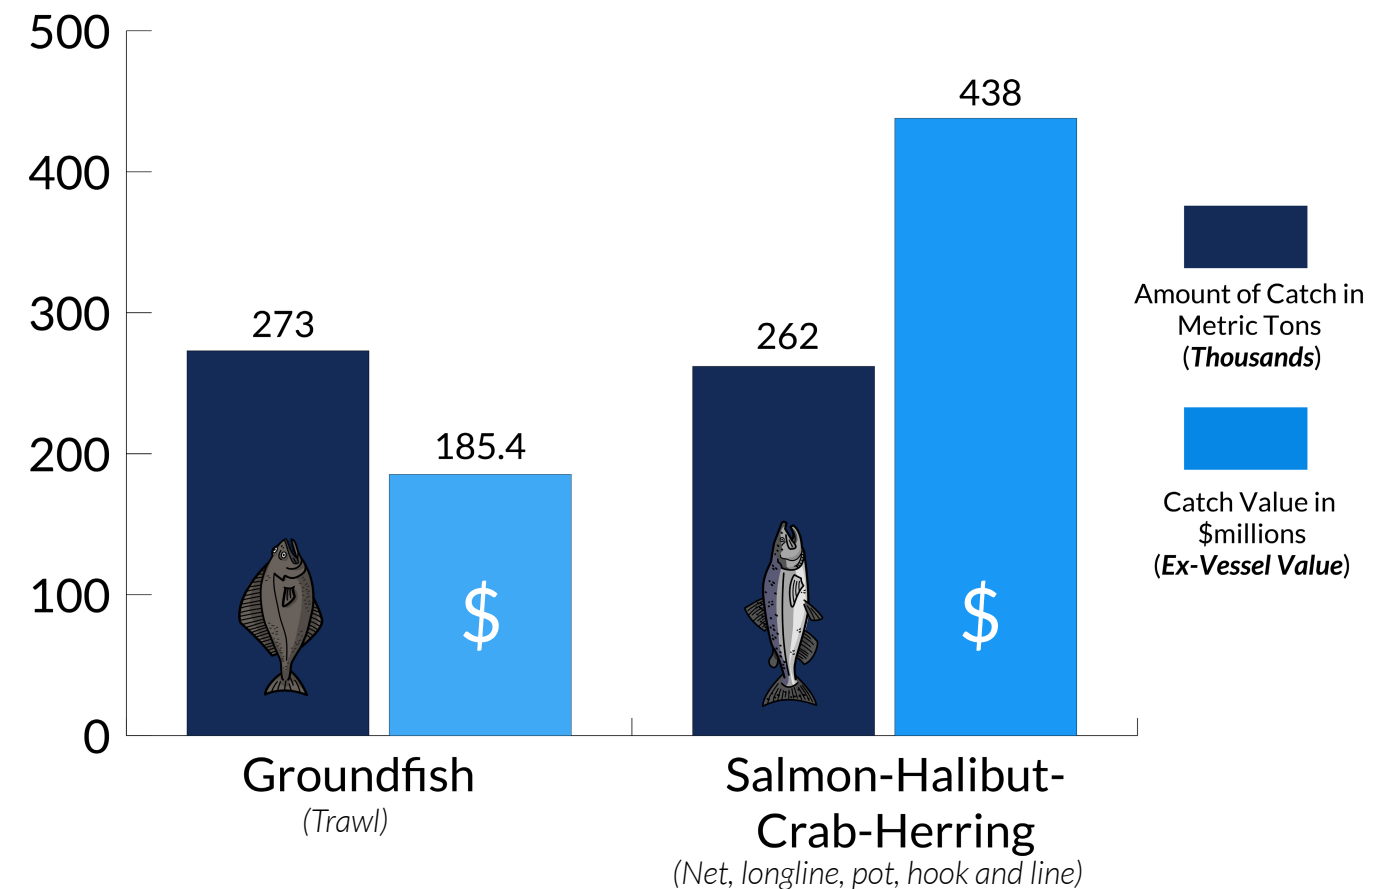 500
400
300
200
100
0
273
185.4
262
438
$
$
Groundfish
(Trawl)
Salmon-Halibut-
Crab-Herring
(Net, longline, pot, hook and line)
Amount of Catch in
Metric Tons
(Thousands)
Catch Value in
$millions
(Ex-Vessel Value)